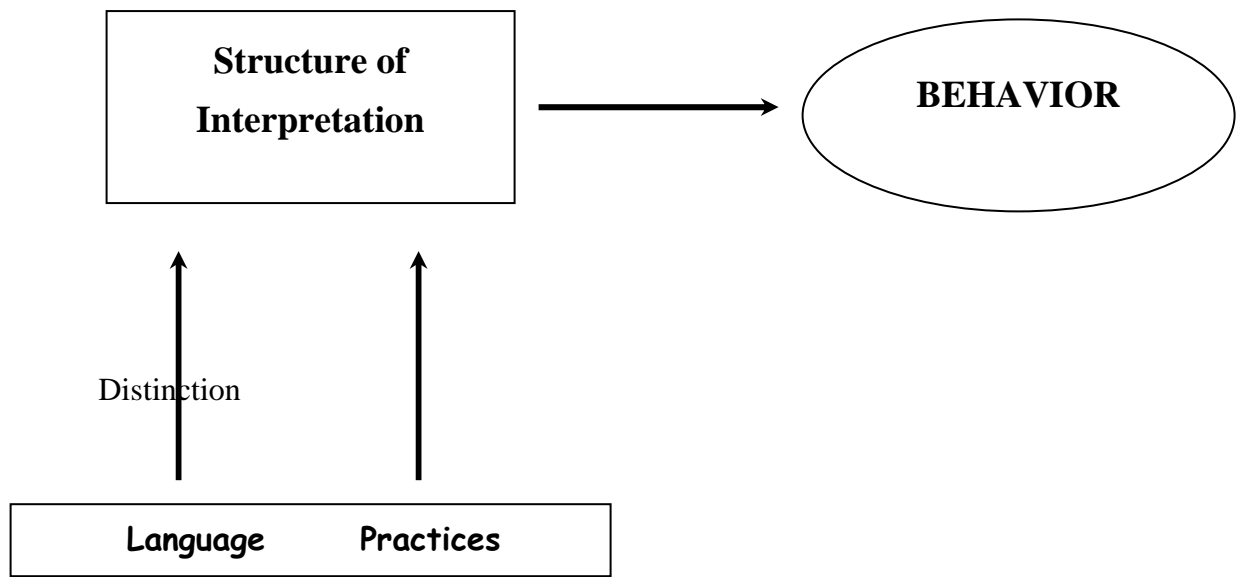 Structure of
Interpretation
BEHAVIOR
Distinction
Language Practices